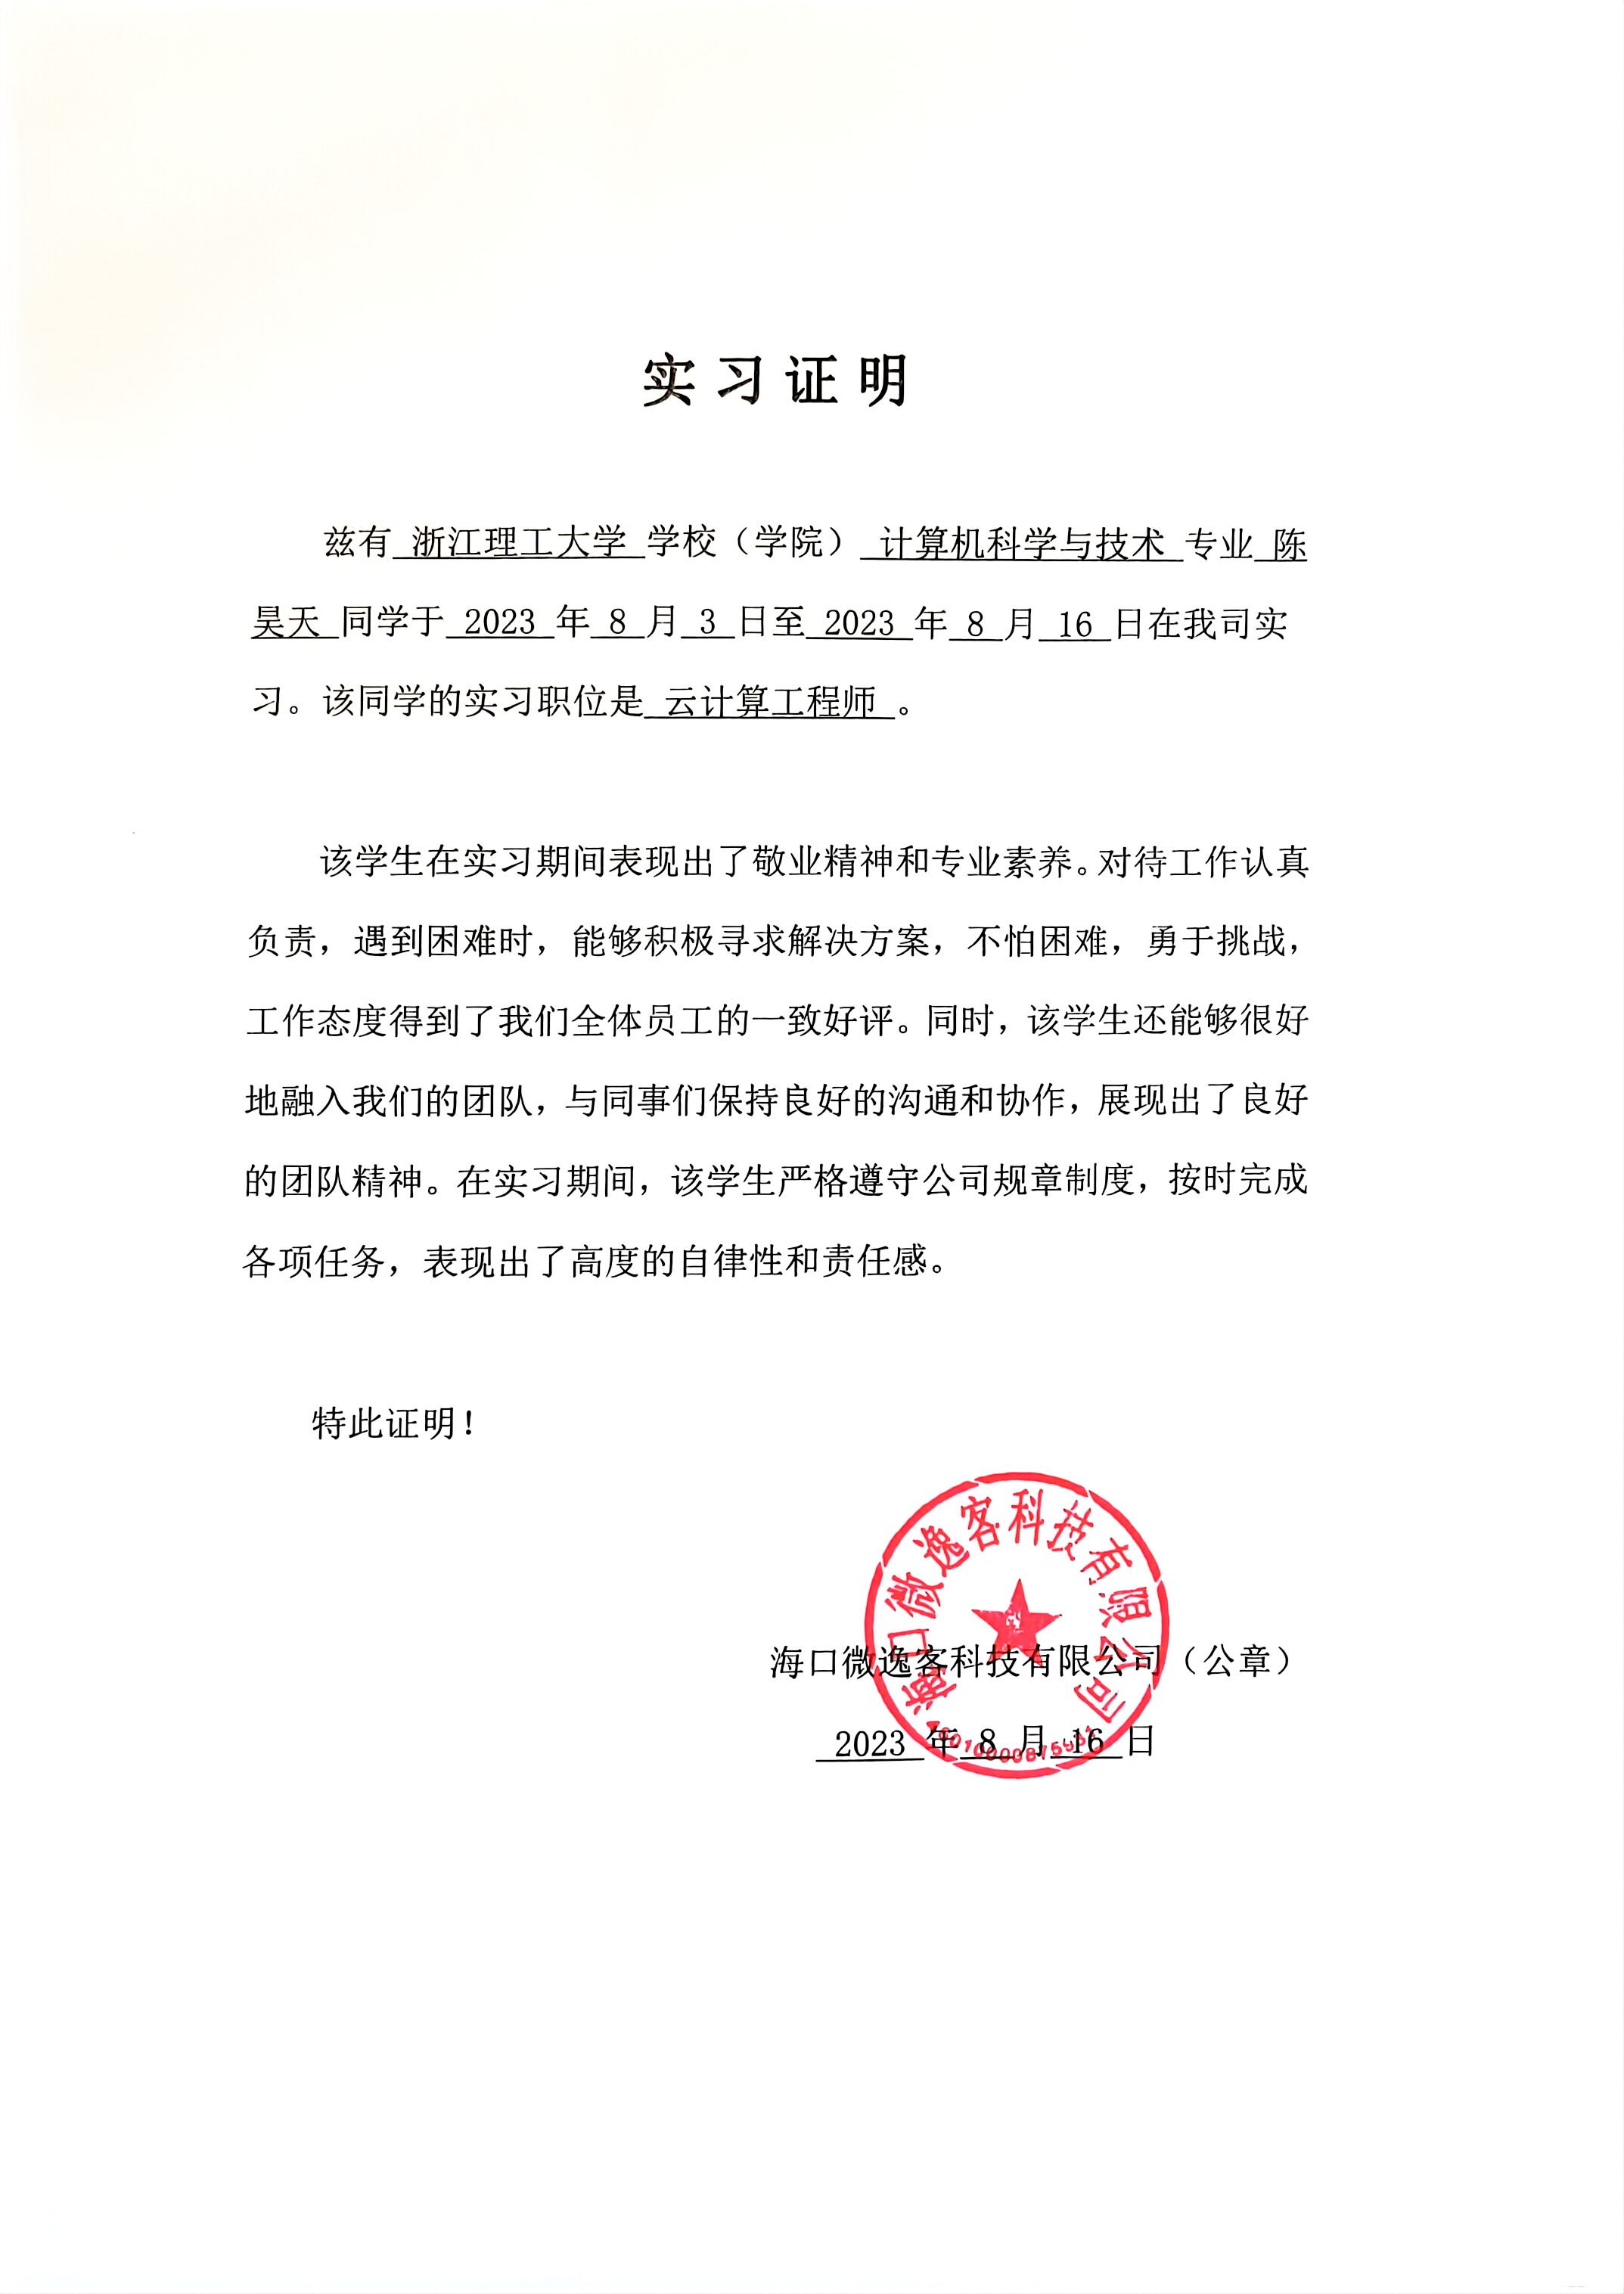 实习证明
兹有 浙江理工大学 学校（学院） 计算机科学与技术 专业 陈
昊天 同学于 2023 年 8 月 3 日至 2023 年 8 月 16 日在我司实
习。该同学的实习职位是 云计算工程师 。
该学生在实习期间表现出了敬业精神和专业素养。对待工作认真
负责，遇到困难时，能够积极寻求解决方案，不怕困难，勇于挑战，
工作态度得到了我们全体员工的一致好评。同时，该学生还能够很好
地融入我们的团队，与同事们保持良好的沟通和协作，展现出了良好
的团队精神。在实习期间，该学生严格遵守公司规章制度，按时完成
各项任务，表现出了高度的自律性和责任感。
特此证明！
海口微逸客科技有限公司
海口微逸客科技有限公司（公章）
2023 年 8 月 16 日